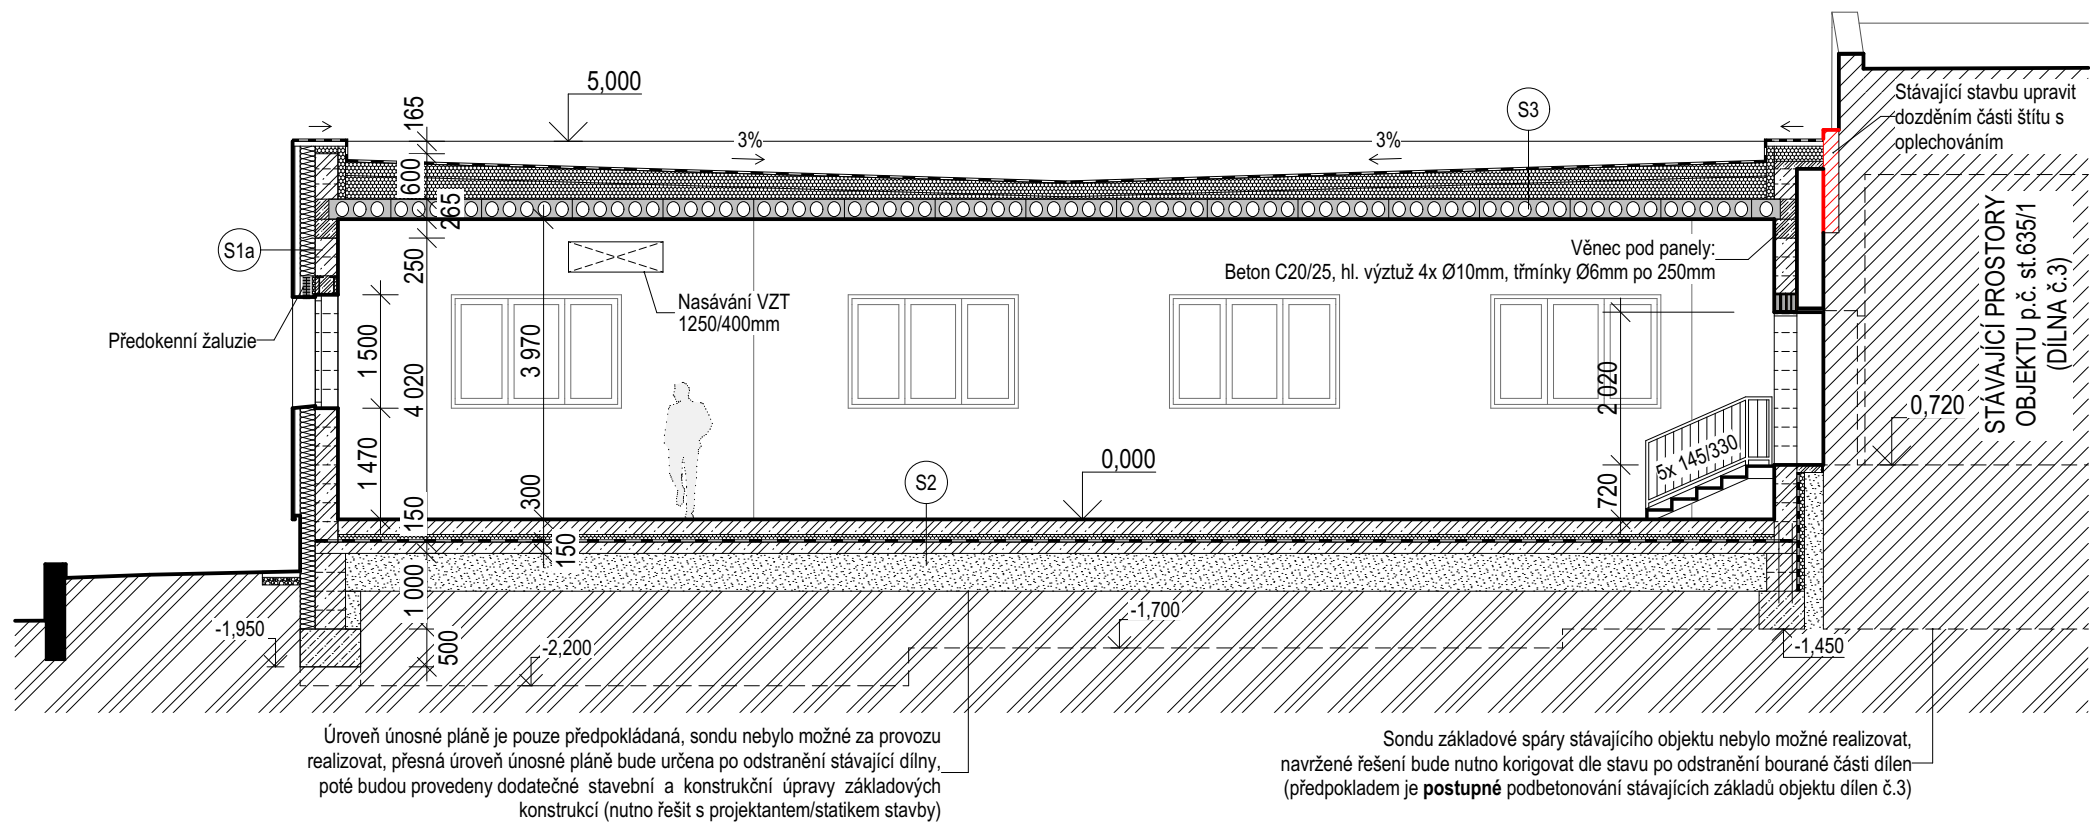 5,000
165
3%
3%
S3
Stávající stavbu upravit
dozděním části štítu s
oplechováním
600
265
S1a
250
Věnec pod panely:
Beton C20/25, hl. výztuž 4x Ø10mm, třmínky Ø6mm po 250mm
Nasávání VZT
1250/400mm
Předokenní žaluzie
1 500
4 020
3 970
2 020
STÁVAJÍCÍ PROSTORY
OBJEKTU p.č. st.635/1
(DÍLNA č.3)
0,720
1 470
0,000
5x 145/330
S2
300
720
150
150
1 000
-1,950
500
-2,200
-1,700
-1,450
Úroveň únosné pláně je pouze předpokládaná, sondu nebylo možné za provozu
realizovat, přesná úroveň únosné pláně bude určena po odstranění stávající dílny,
poté budou provedeny dodatečné stavební a konstrukční úpravy základových
konstrukcí (nutno řešit s projektantem/statikem stavby)
Sondu základové spáry stávajícího objektu nebylo možné realizovat,
navržené řešení bude nutno korigovat dle stavu po odstranění bourané části dílen
(předpokladem je postupné podbetonování stávajících základů objektu dílen č.3)